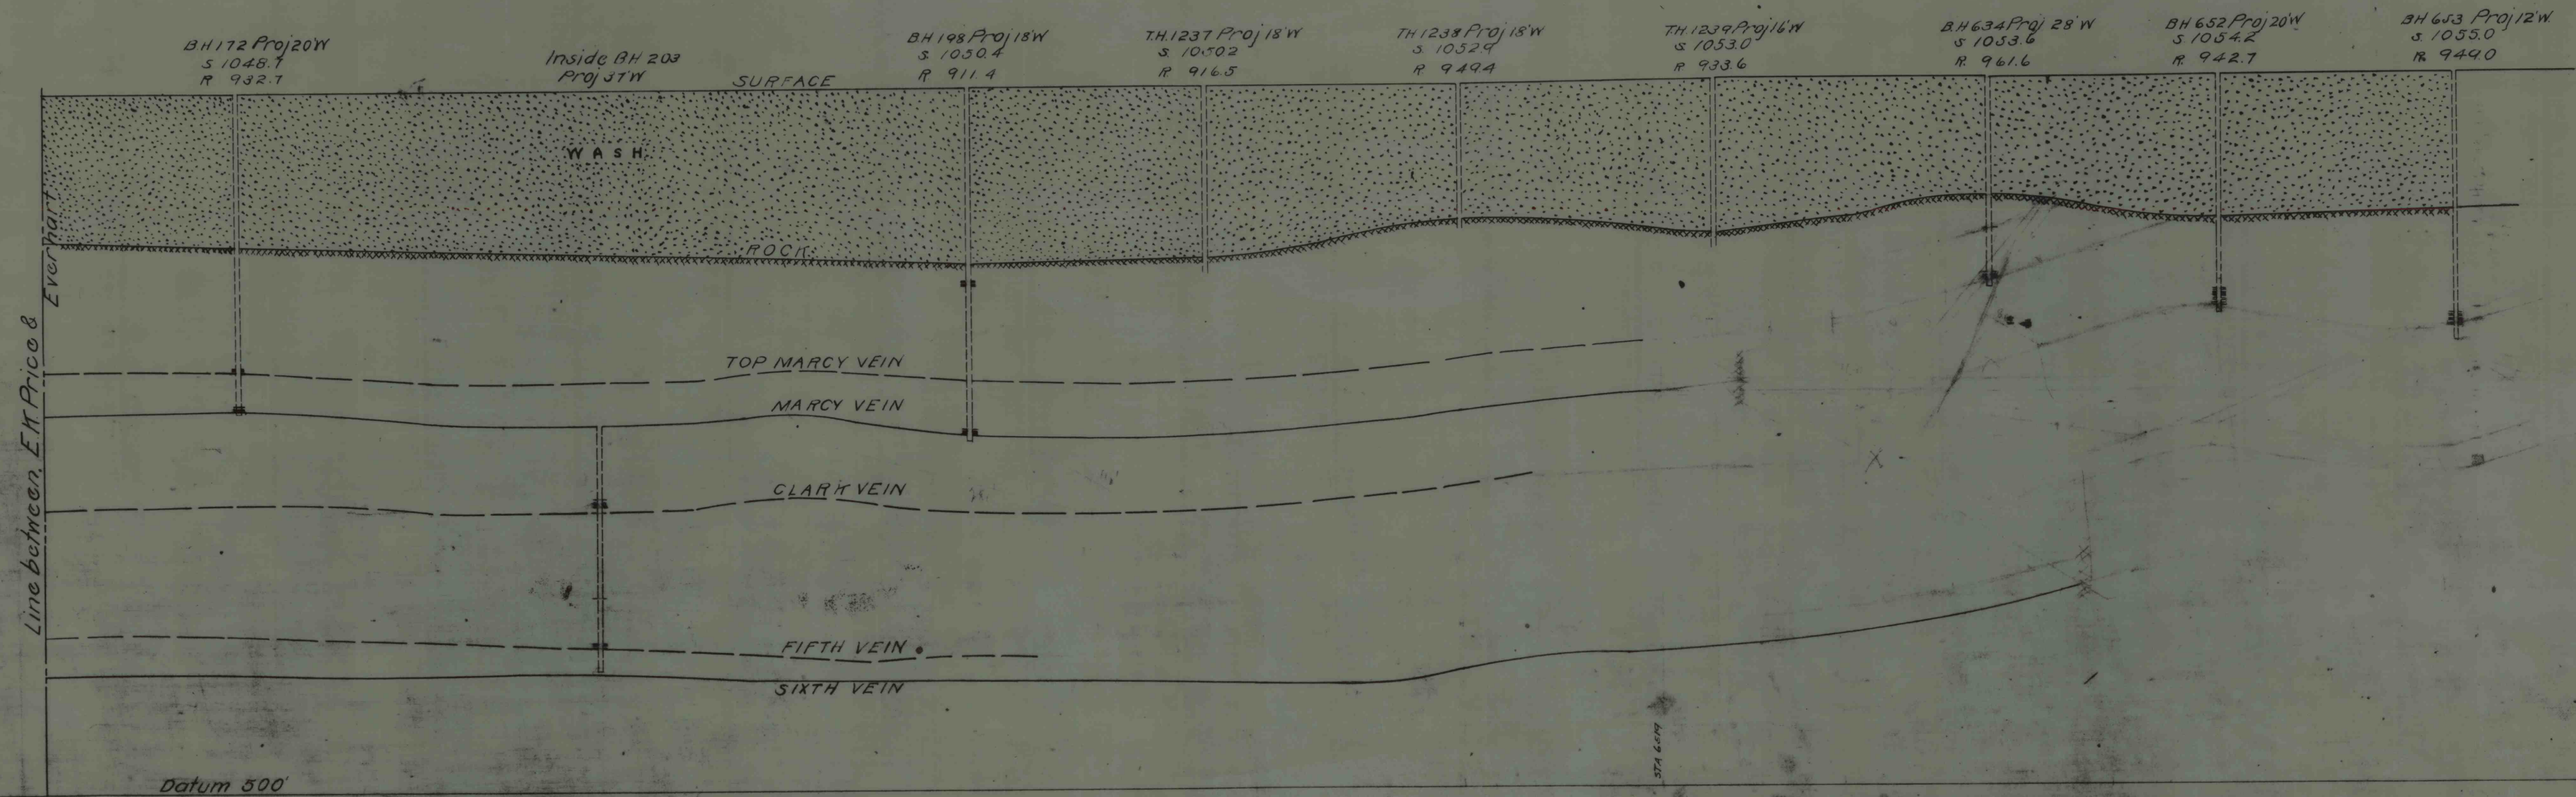 BH 172 Proj 20'W
S 1048.7
R 932.7
Inside BH 203
Proj 37'W
BH 198 Proj 18'W
S 1050.4
R 911.4
T.H. 1237 Proj 18'W
S. 1050.2
R 916.5
TH 1238 Proj 18'W
S. 1052.9
R 949.4
T.H. 1239 Proj 16'W
S 1053.0
R 933.6
B.H 634 Proj 28'W
S 1053.6
R. 961.6
BH 652 Proj 20'W
S. 1054.2
R 942.7
BH 653 Proj 12'W.
S. 1055.0
R. 949.0
SURFACE
WASH
ROCK
Line between E K Price &
Everhart
TOP MARCY VEIN
MARCY VEIN
CLARK VEIN
FIFTH VEIN
SIXTH VEIN
Datum 500'